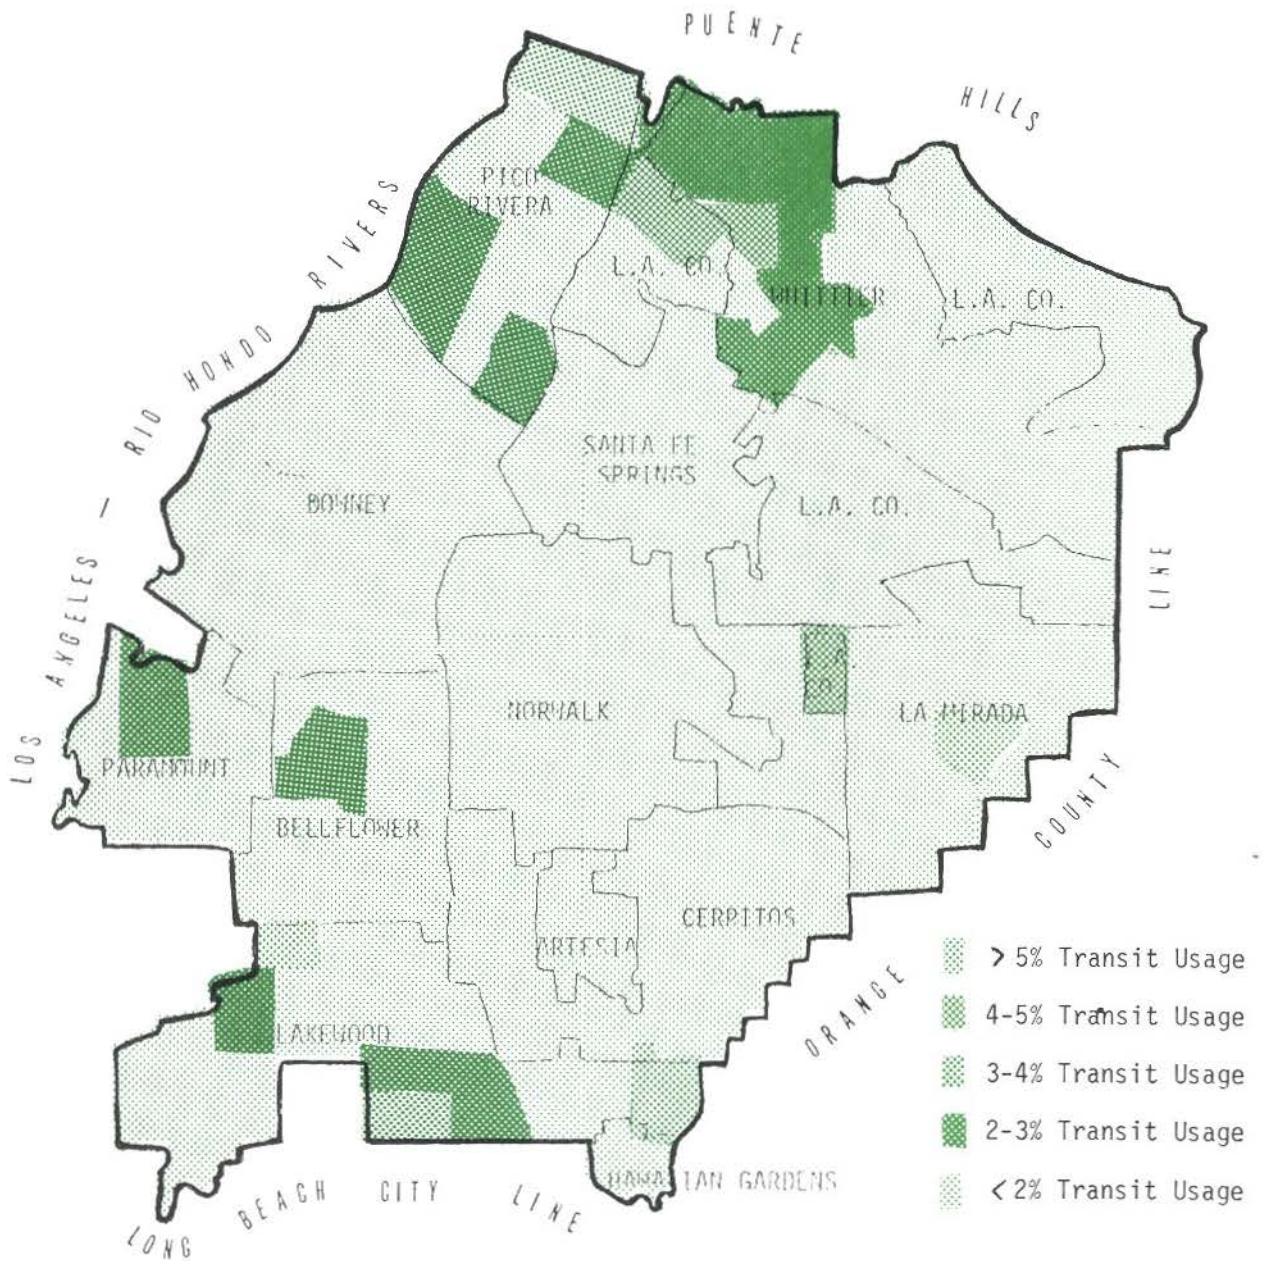 PUENTE
HILLS
PICO
RIVERA
RIVERS
L.A. CO.
WHITTIER
L.A. CO.
HONDO
RIO
SANTA FE
SPRINGS
DOWNEY
L.A. CO.
/
LINE
ANGELES
L.A.
CO.
NORWALK
LA MIRADA
LOS
PARAMOUNT
COUNTY
BELLFLOWER
CERRITOS
ARTESIA
> 5% Transit Usage
ORANGE
4-5% Transit Usage
LAKEWOOD
3-4% Transit Usage
2-3% Transit Usage
HAWAIIAN GARDENS
< 2% Transit Usage
LONG BEACH CITY LINE